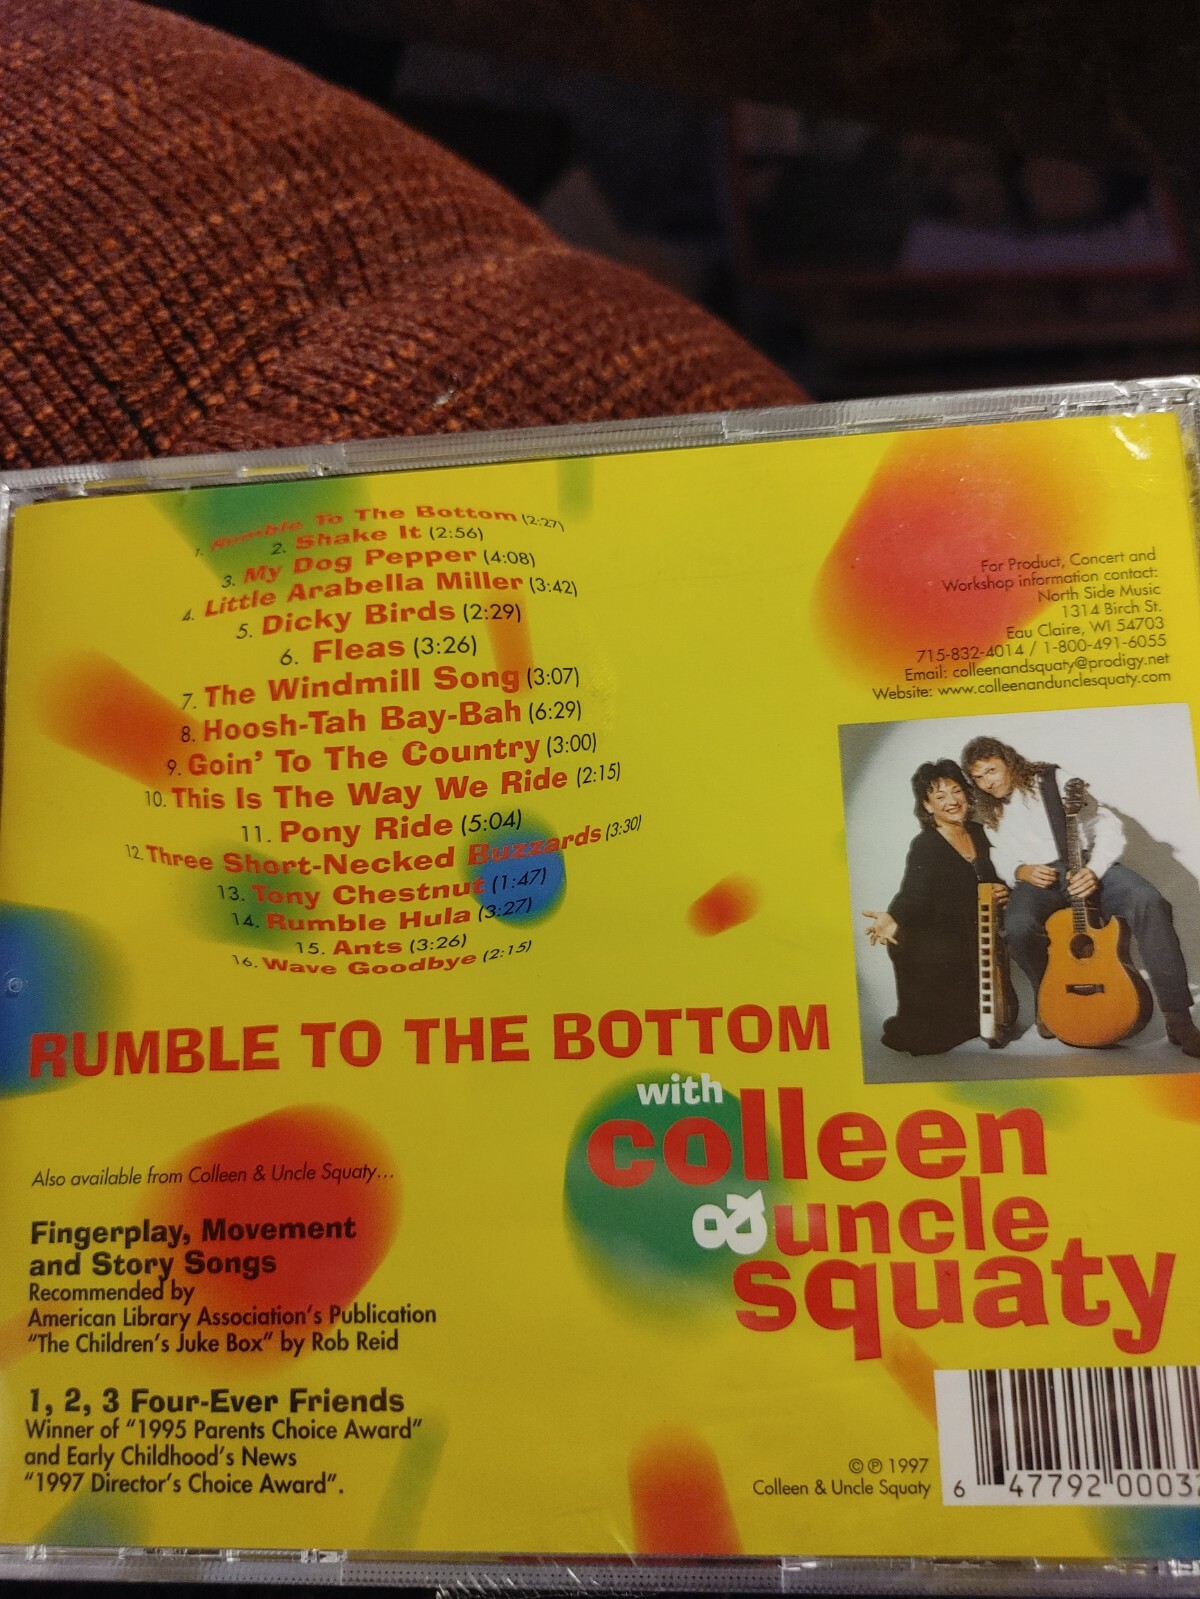 1. Rumble To The Bottom (2:27)
2. Shake It (2:56)
3. My Dog Pepper (4:08)
4. Little Arabella Miller (3:42)
5. Dicky Birds (2:29)
6. Fleas (3:26)
7. The Windmill Song (3:07)
8. Hoosh-Tah Bay-Bah (6:29)
9. Goin' To The Country (3:00)
10. This Is The Way We Ride (2:15)
11. Pony Ride (5:04)
12. Three Short-Necked Buzzards (3:30)
13. Tony Chestnut (1:47)
14. Rumble Hula (3:27)
15. Ants (3:26)
16. Wave Goodbye (2:15)
For Product, Concert and
Workshop information contact:
North Side Music
1314 Birch St.
Eau Claire, WI 54703
715-832-4014 / 1-800-491-6055
Email: colleenandsquaty@prodigy.net
Website: www.colleenandunclesquaty.com
RUMBLE TO THE BOTTOM
with
colleen
& uncle
squaty
Also available from Colleen & Uncle Squaty...
Fingerplay, Movement
and Story Songs
Recommended by
American Library Association's Publication
"The Children's Juke Box" by Rob Reid
1, 2, 3 Four-Ever Friends
Winner of "1995 Parents Choice Award"
and Early Childhood's News
"1997 Director's Choice Award".
© ℗ 1997
Colleen & Uncle Squaty
6 47792 00032